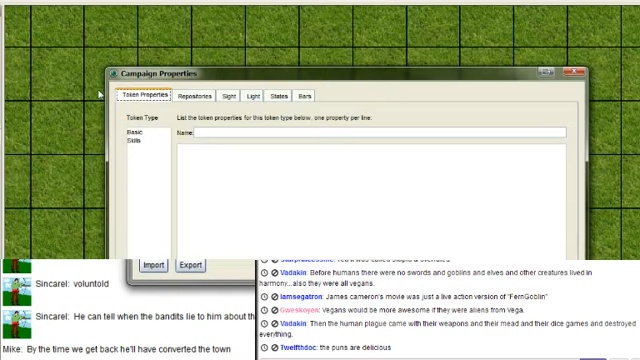 Campaign Properties
Token Properties Repositories Sight Light States Bars
Token Type List the token properties for this token type below, one property per line:
Basic
Skills
Name:
Import Export
Sincarel: voluntold
Sincarel: He can tell when the bandits lie to him about th
Mike: By the time we get back he'll have converted the town
Vadakin: Before humans there were no swords and goblins and elves and other creatures lived in
harmony...also they were all vegans.
Iamsegatron: James cameron's movie was just a live action version of "FernGoblin"
Gweskoyen: Vegans would be more awesome if they were aliens from Vega.
Vadakin: Then the human plague came with their weapons and their mead and their dice games and destroyed
everything.
Twelfthdoc: the puns are delicious